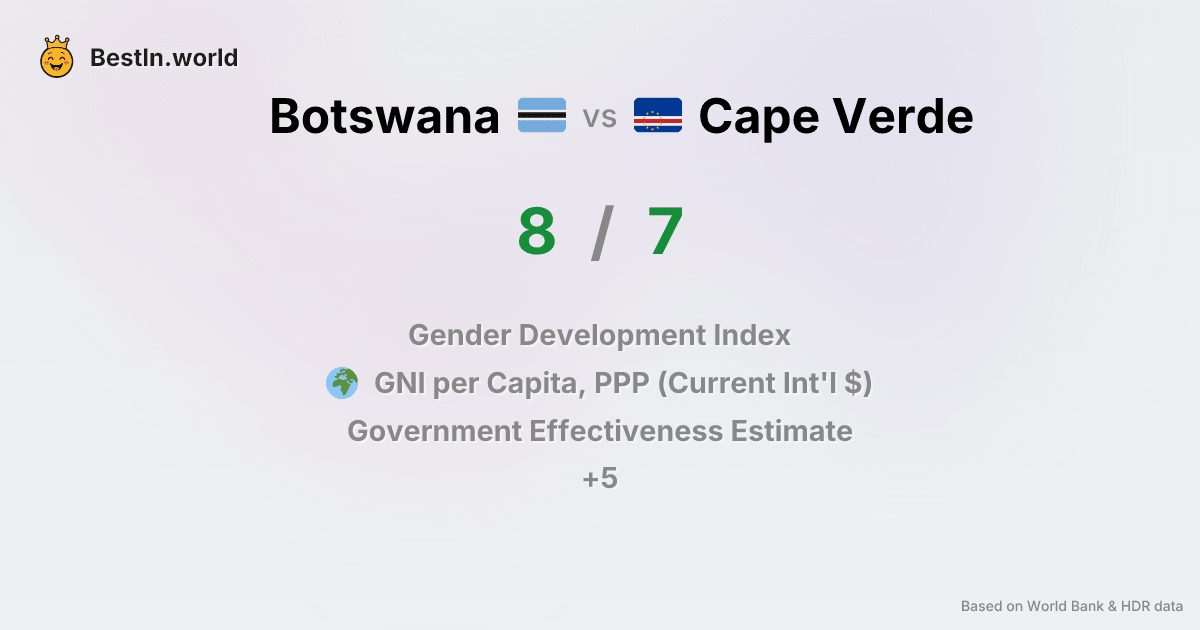 BestIn.world
Botswana vs Cape Verde
8 / 7
Gender Development Index
GNI per Capita, PPP (Current Int'l $)
Government Effectiveness Estimate
+5
Based on World Bank & HDR data